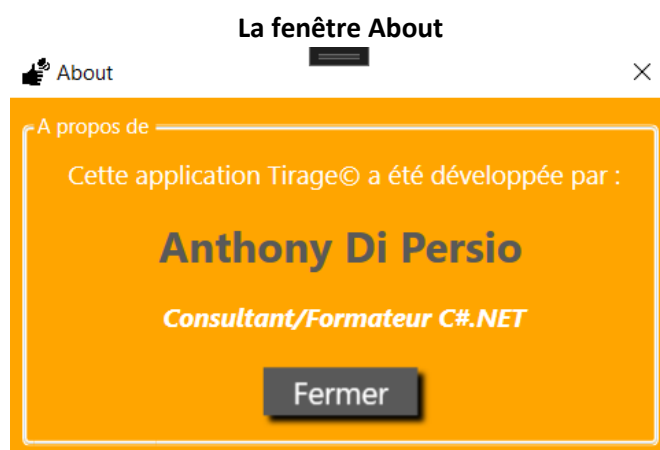 La fenêtre About
About
A propos de
Cette application Tirage© a été développée par :
Anthony Di Persio
Consultant/Formateur C#.NET
Fermer